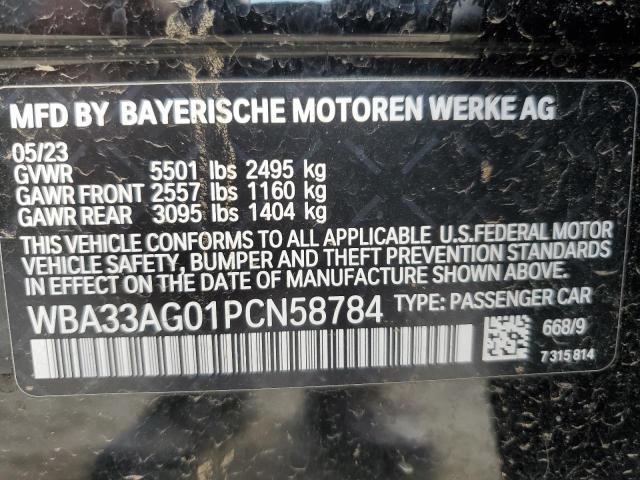 MFD BY BAYERISCHE MOTOREN WERKE AG
05/23
GVWR 5501 lbs 2495 kg
GAWR FRONT 2557 lbs 1160 kg
GAWR REAR 3095 lbs 1404 kg
THIS VEHICLE CONFORMS TO ALL APPLICABLE U.S.FEDERAL MOTOR
VEHICLE SAFETY, BUMPER AND THEFT PREVENTION STANDARDS
IN EFFECT ON THE DATE OF MANUFACTURE SHOWN ABOVE.
WBA33AG01PCN58784 TYPE: PASSENGER CAR
668/9
7 315 814